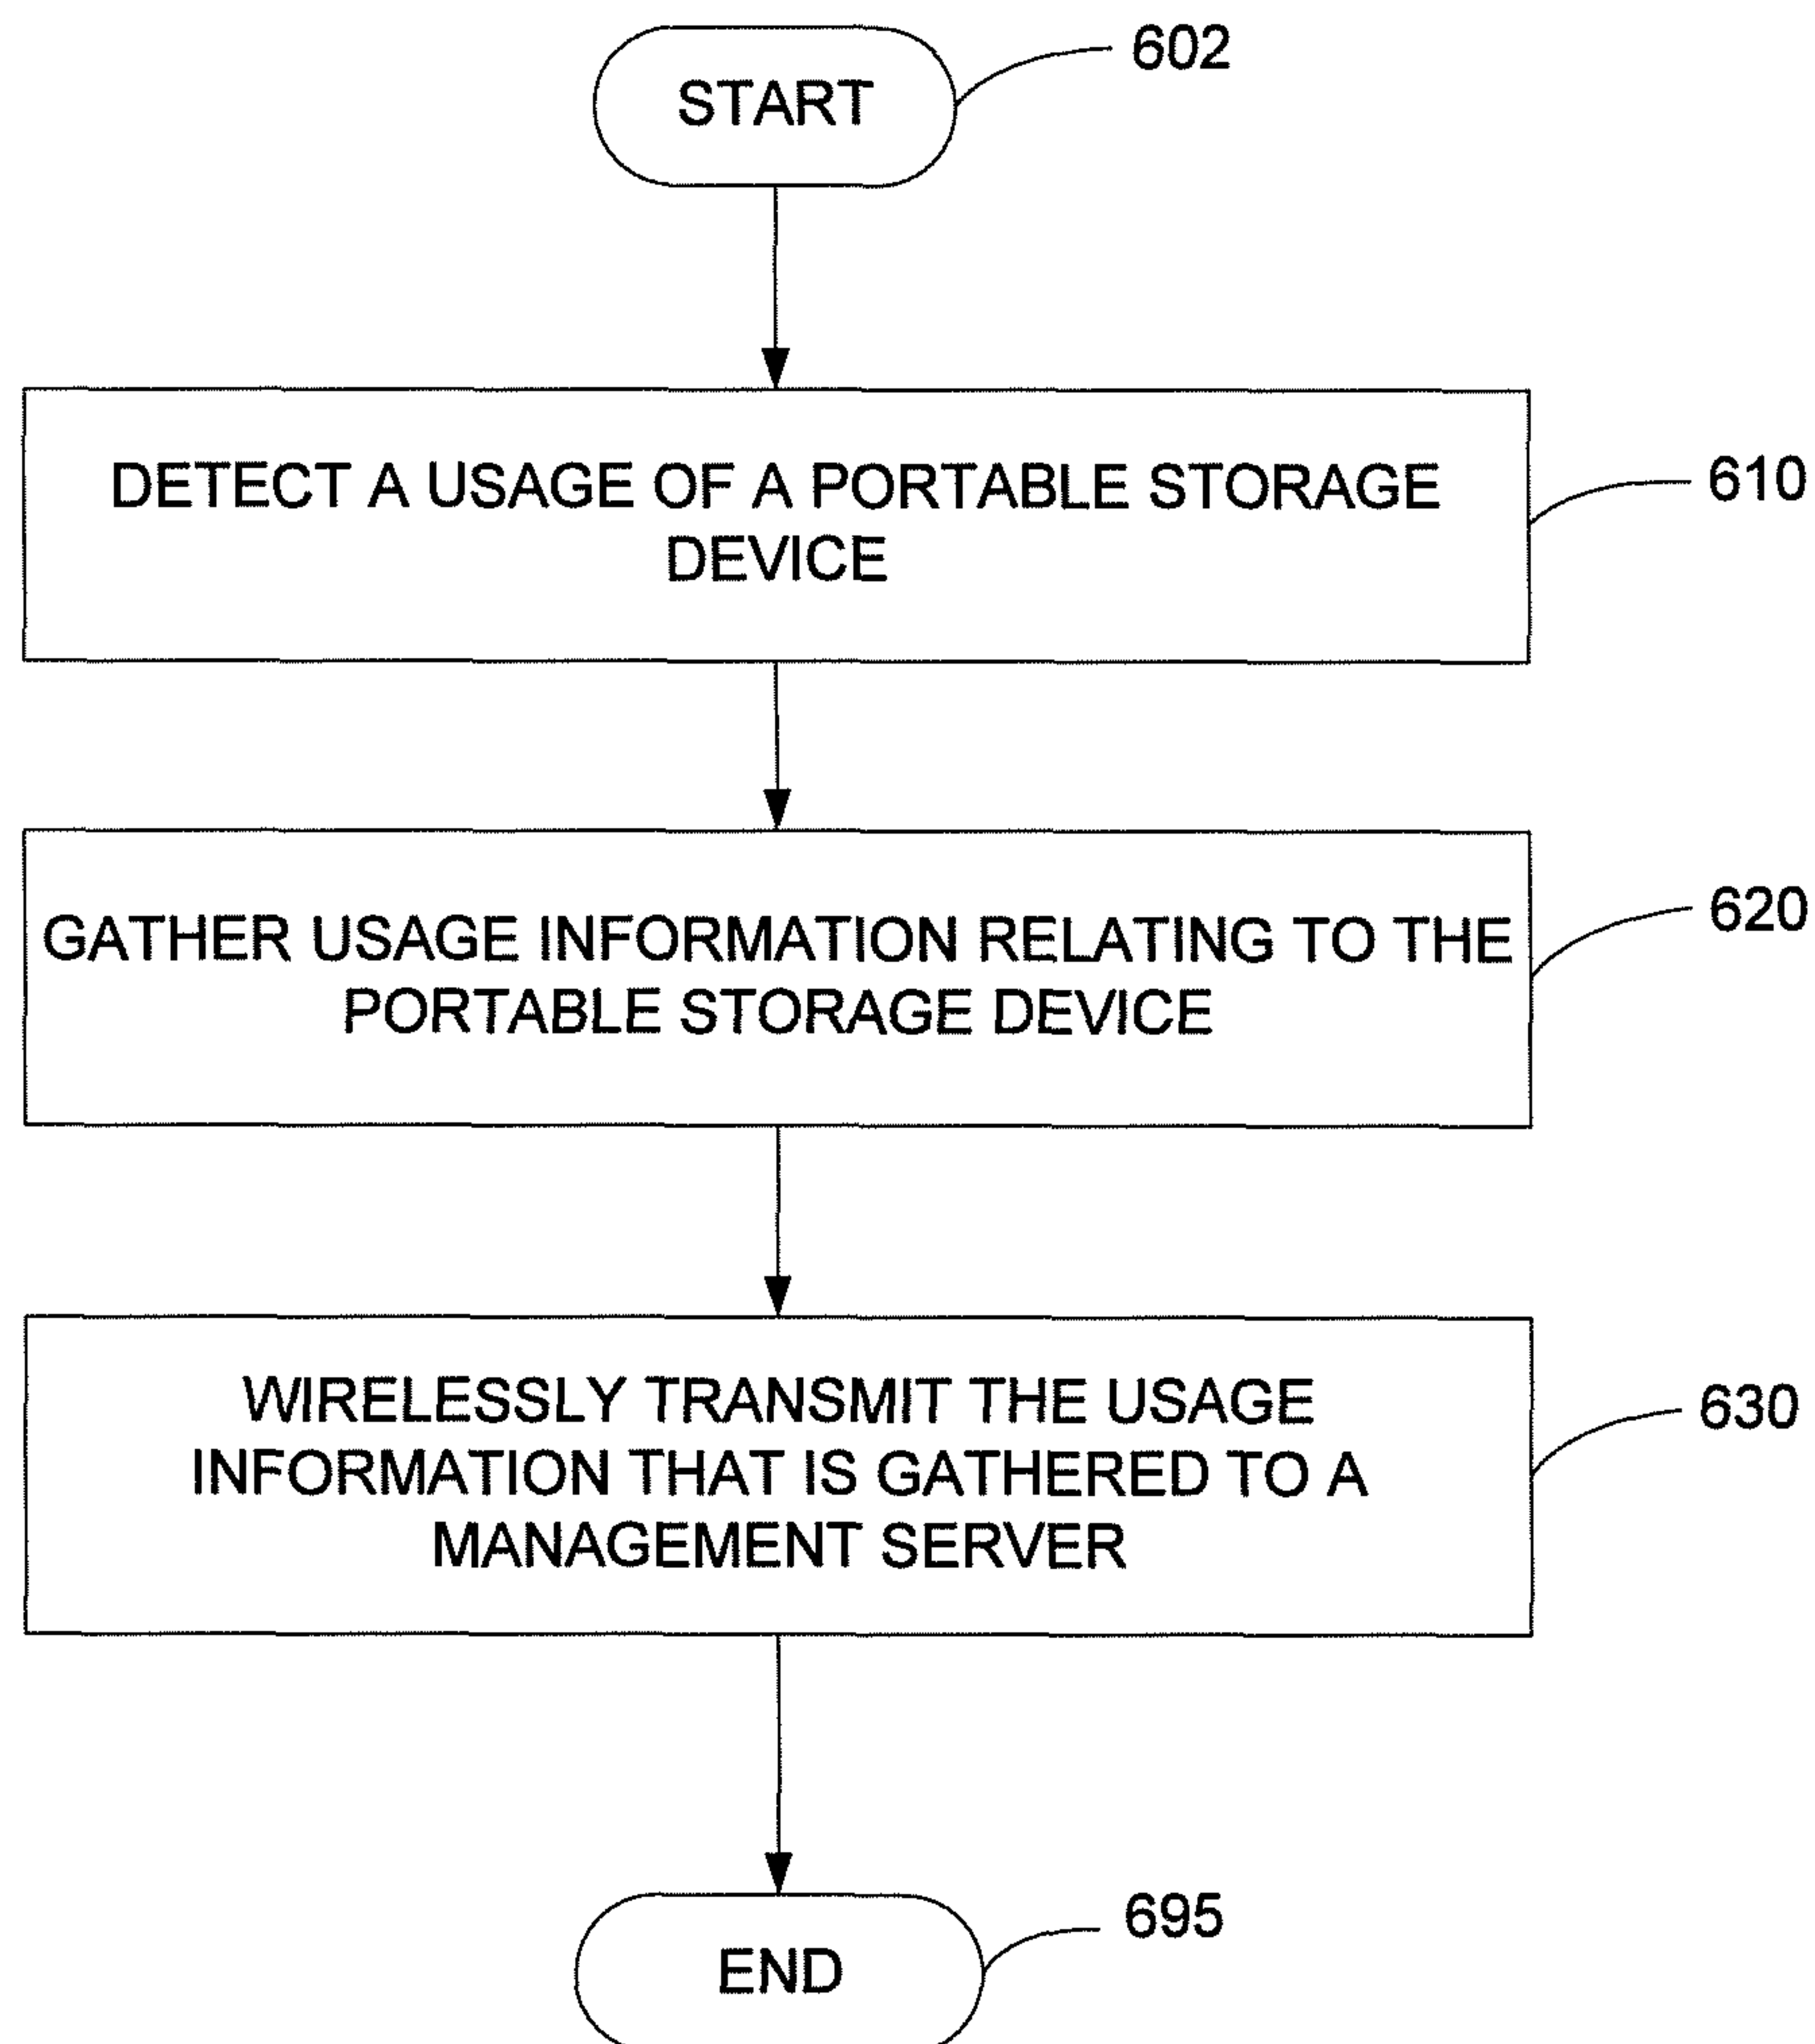 START
602
DETECT A USAGE OF A PORTABLE STORAGE
DEVICE
610
GATHER USAGE INFORMATION RELATING TO THE
PORTABLE STORAGE DEVICE
620
WIRELESSLY TRANSMIT THE USAGE
INFORMATION THAT IS GATHERED TO A
MANAGEMENT SERVER
630
END
695